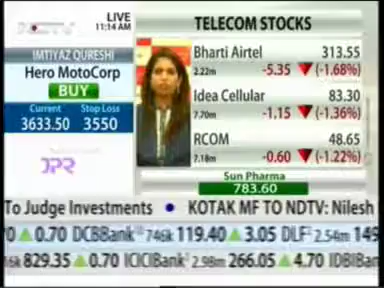 LIVE
11:14 AM
TELECOM STOCKS
IMTIYAZ QURESHI
Hero MotoCorp
BUY
Current Stop Loss
3633.50 3550
Bharti Airtel 313.55
2.22m -5.35 ▼ (-1.68%)
Idea Cellular 83.30
7.70m -1.15 ▼ (-1.36%)
RCOM 48.65
7.18m -0.60 ▼ (-1.22%)
Sun Pharma
783.60
To Judge Investments ● KOTAK MF TO NDTV: Nilesh
0 ▲ 0.70 DCBBank 746k 119.40 ▲ 3.05 DLF 2.54m 149
829.35 ▲ 0.70 ICICIBank 2.98m 266.05 ▲ 4.70 IDBIBan